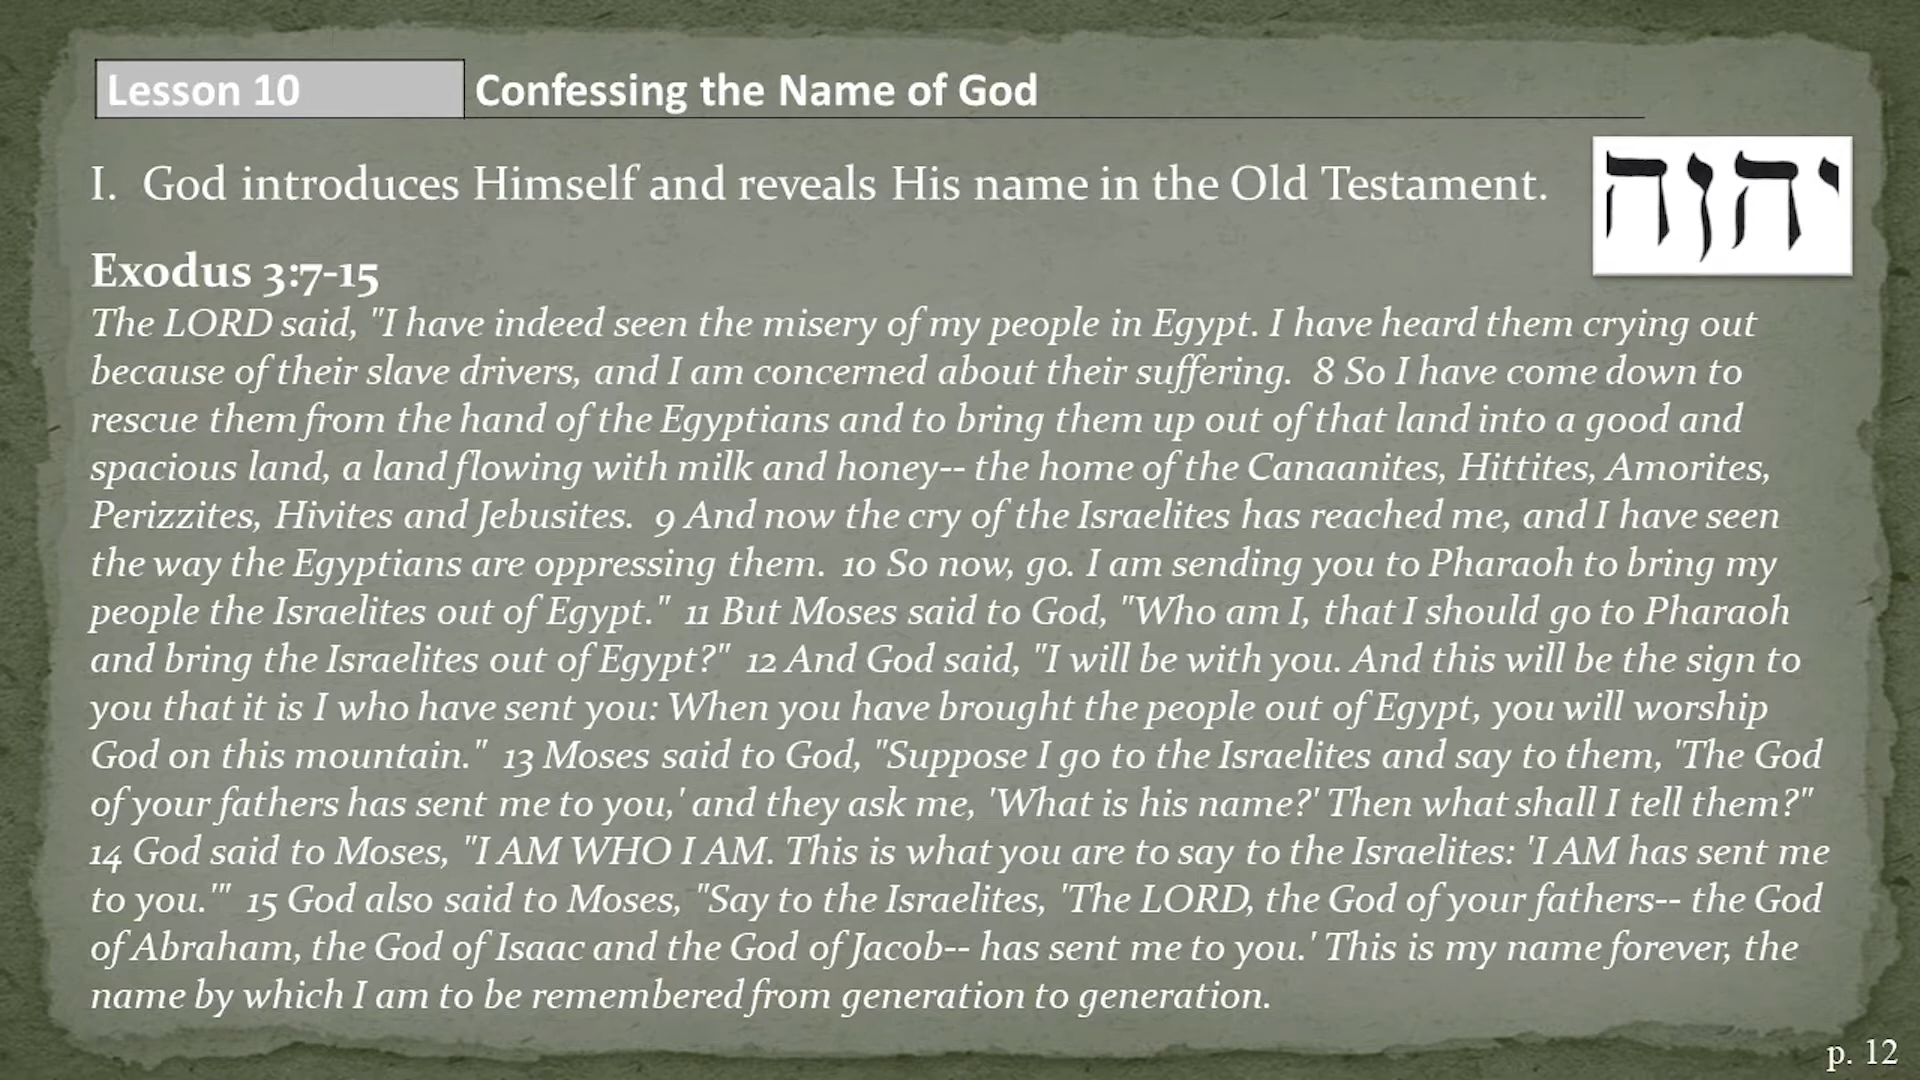 Lesson 10 Confessing the Name of God
I. God introduces Himself and reveals His name in the Old Testament.
יהוה
Exodus 3:7-15
The LORD said, "I have indeed seen the misery of my people in Egypt. I have heard them crying out
because of their slave drivers, and I am concerned about their suffering. 8 So I have come down to
rescue them from the hand of the Egyptians and to bring them up out of that land into a good and
spacious land, a land flowing with milk and honey-- the home of the Canaanites, Hittites, Amorites,
Perizzites, Hivites and Jebusites. 9 And now the cry of the Israelites has reached me, and I have seen
the way the Egyptians are oppressing them. 10 So now, go. I am sending you to Pharaoh to bring my
people the Israelites out of Egypt." 11 But Moses said to God, "Who am I, that I should go to Pharaoh
and bring the Israelites out of Egypt?" 12 And God said, "I will be with you. And this will be the sign to
you that it is I who have sent you: When you have brought the people out of Egypt, you will worship
God on this mountain." 13 Moses said to God, "Suppose I go to the Israelites and say to them, 'The God
of your fathers has sent me to you,' and they ask me, 'What is his name?' Then what shall I tell them?"
14 God said to Moses, "I AM WHO I AM. This is what you are to say to the Israelites: 'I AM has sent me
to you.'" 15 God also said to Moses, "Say to the Israelites, 'The LORD, the God of your fathers-- the God
of Abraham, the God of Isaac and the God of Jacob-- has sent me to you.' This is my name forever, the
name by which I am to be remembered from generation to generation.
p. 12